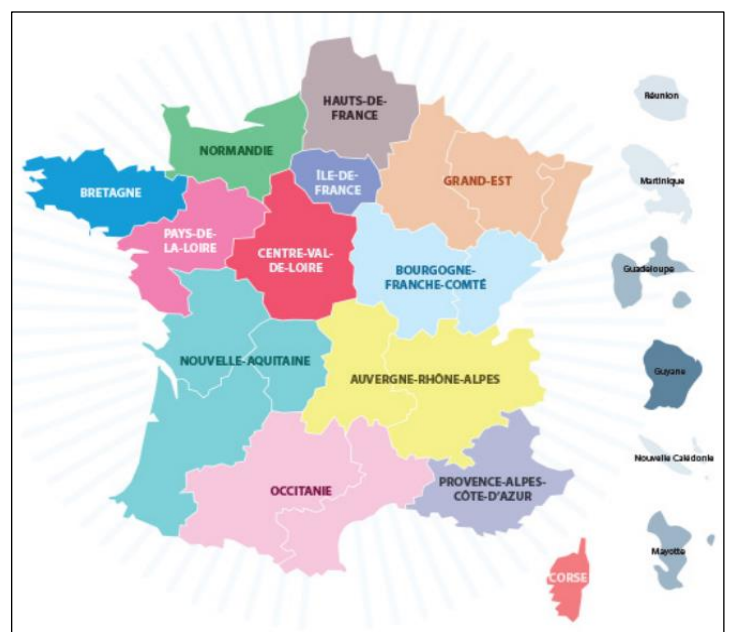 HAUTS-DE-
FRANCE
NORMANDIE
ÎLE-DE-
FRANCE
GRAND-EST
BRETAGNE
PAYS-DE-
LA-LOIRE
CENTRE-VAL-
DE-LOIRE
BOURGOGNE-
FRANCHE-COMTÉ
NOUVELLE-AQUITAINE
AUVERGNE-RHÔNE-ALPES
OCCITANIE
PROVENCE-ALPES-
CÔTE-D'AZUR
CORSE
Réunion
Martinique
Guadeloupe
Guyane
Nouvelle Calédonie
Mayotte